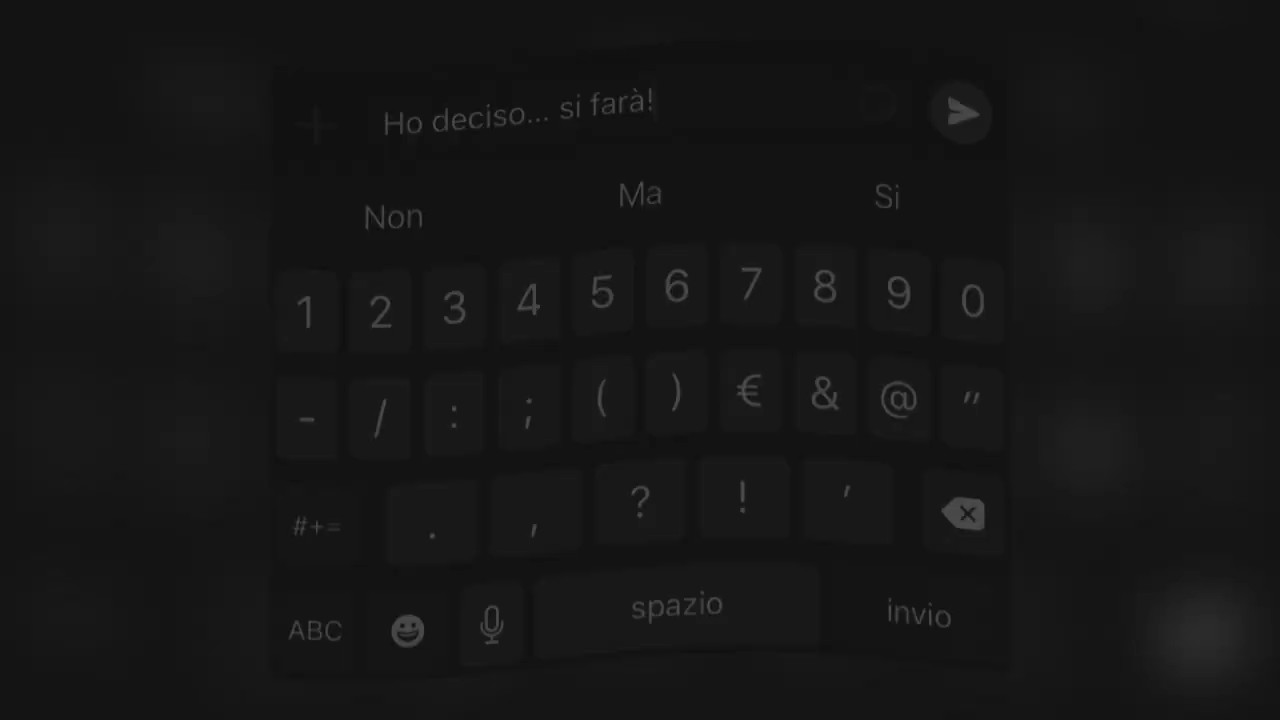 Ho deciso... si farà!
Non Ma Si
1 2 3 4 5 6 7 8 9 0
- / : ; ( ) € & @ "
#+= . , ? ! '
ABC spazio invio